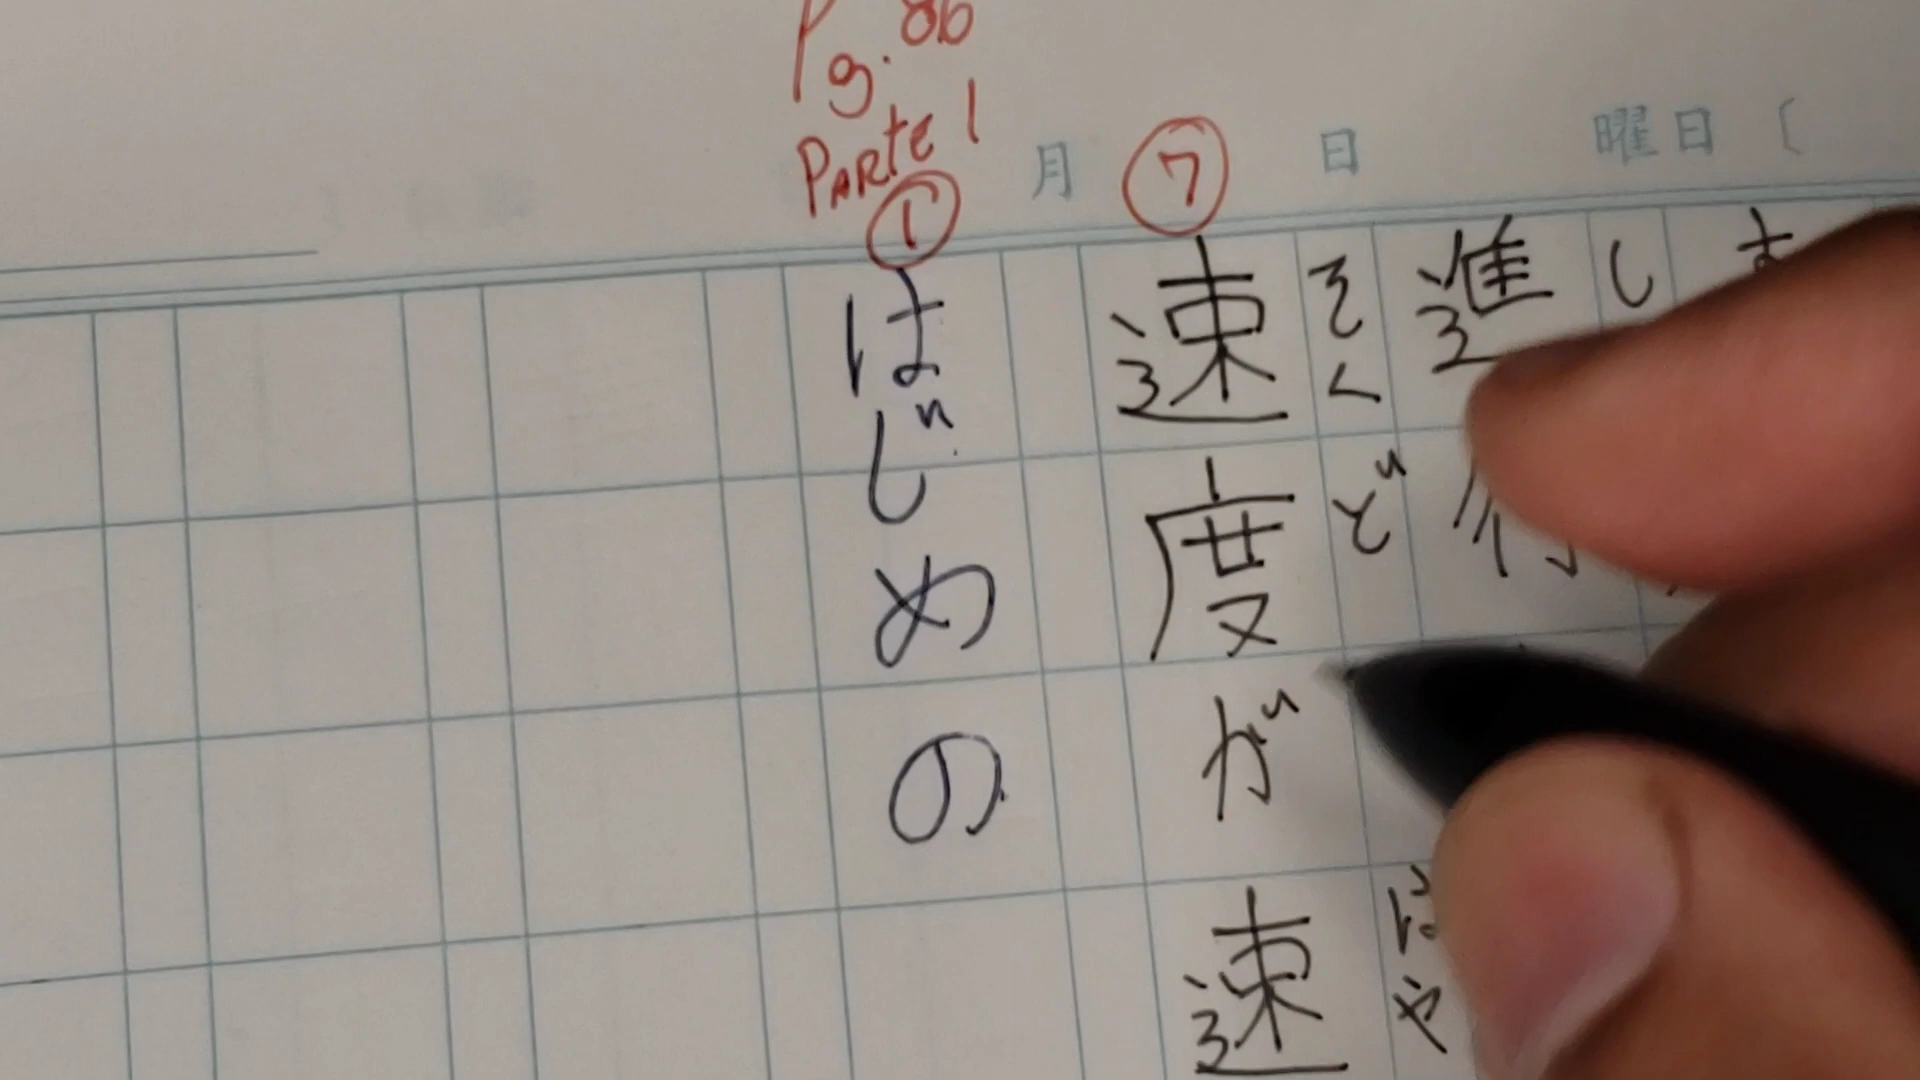 Pg. 86
PARTE 1
月 日 曜日 〔
進行
し
⑦
速度が速
そくど はや
①
はじめの